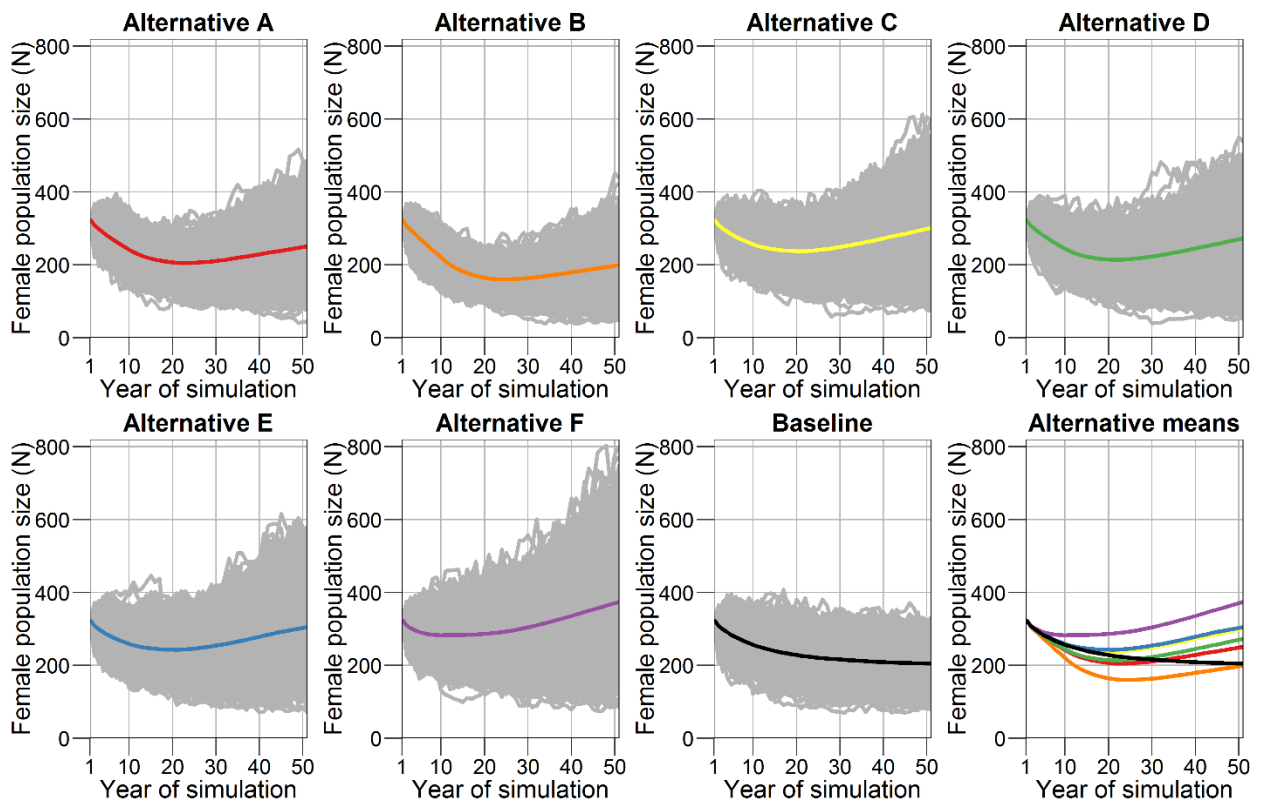 Alternative A
Alternative B
Alternative C
Alternative D
Female population size (N)
800
600
400
200
0
1 10 20 30 40 50
Year of simulation
Female population size (N)
800
600
400
200
0
1 10 20 30 40 50
Year of simulation
Female population size (N)
800
600
400
200
0
1 10 20 30 40 50
Year of simulation
Female population size (N)
800
600
400
200
0
1 10 20 30 40 50
Year of simulation
Alternative E
Alternative F
Baseline
Alternative means
Female population size (N)
800
600
400
200
0
1 10 20 30 40 50
Year of simulation
Female population size (N)
800
600
400
200
0
1 10 20 30 40 50
Year of simulation
Female population size (N)
800
600
400
200
0
1 10 20 30 40 50
Year of simulation
Female population size (N)
800
600
400
200
0
1 10 20 30 40 50
Year of simulation